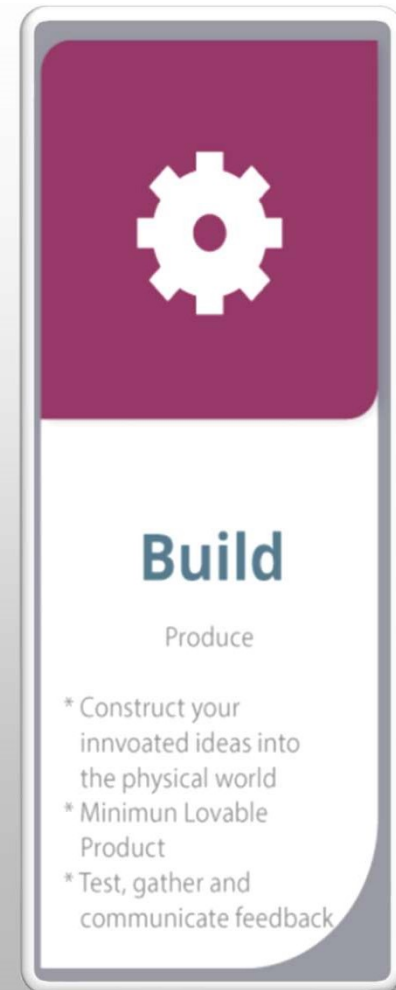 Build
Produce
* Construct your
innvoated ideas into
the physical world
* Minimun Lovable
Product
* Test, gather and
communicate feedback